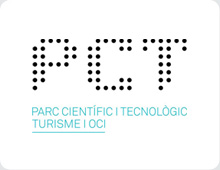 PCT
PARC CIENTÍFIC I TECNOLÒGIC
TURISME I OCI